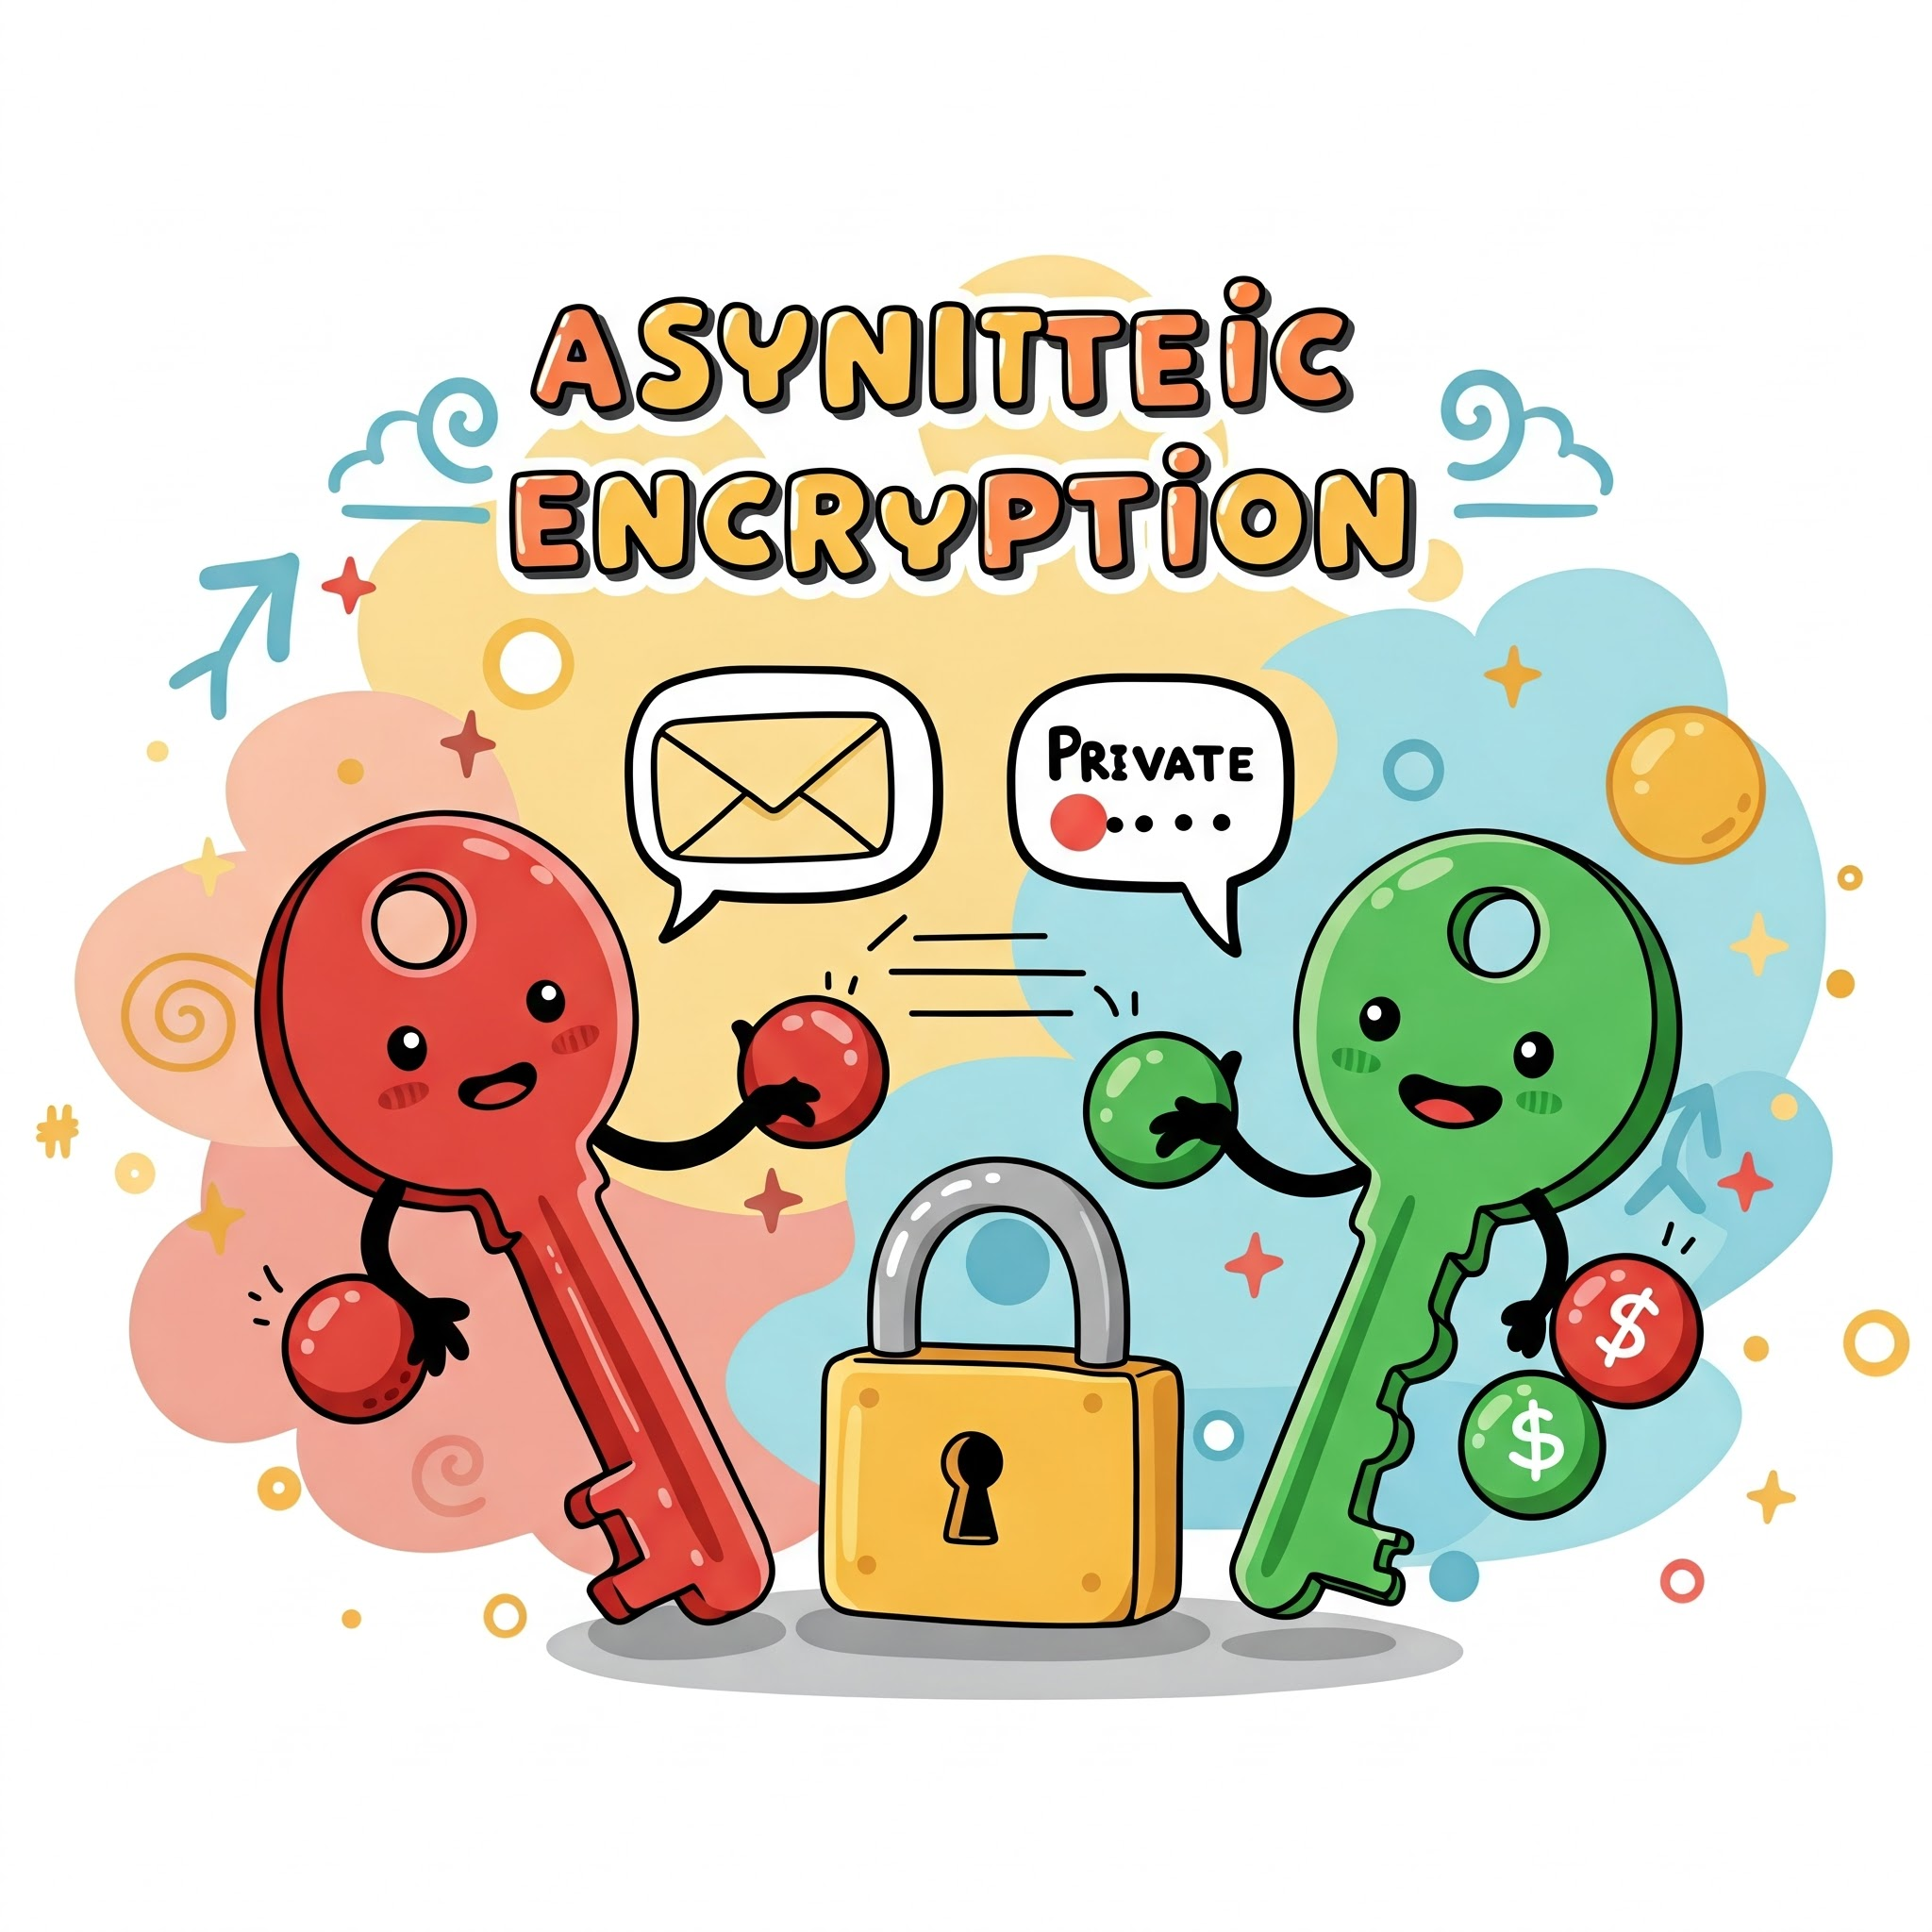 ASYNITTEiC
ENCRYPTiON
PRIVATE
$
$